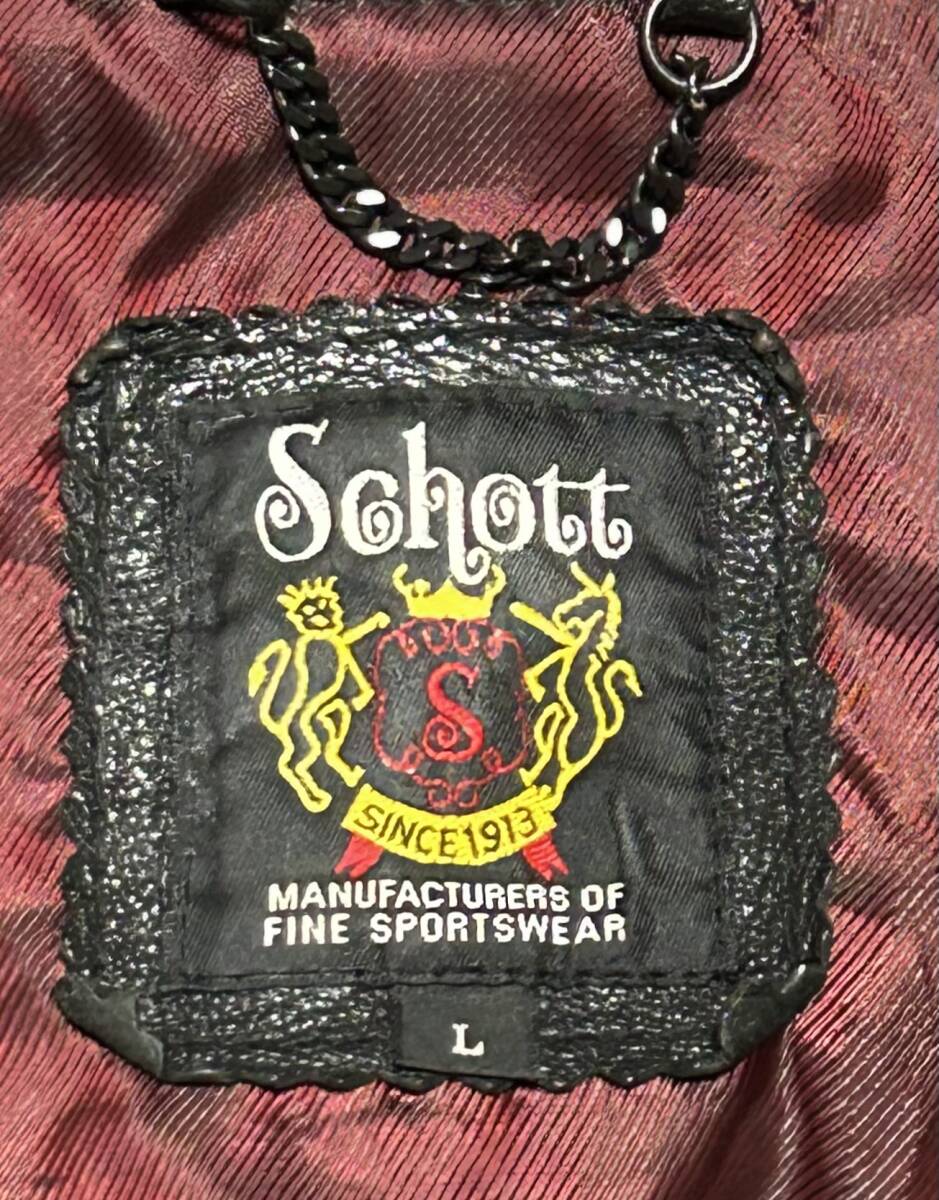 Schott
S
SINCE 1913
MANUFACTURERS OF
FINE SPORTSWEAR
L